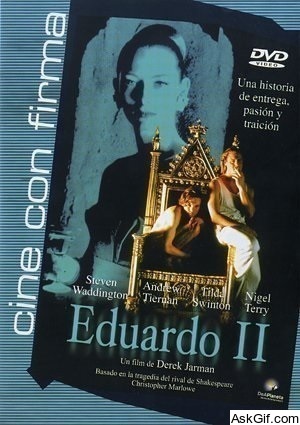 cine con firma
DVD
VIDEO
Una historia
de entrega,
pasión y
traición
Steven
Waddington
Andrew
Tiernan
Tilda
Swinton
Nigel
Terry
Eduardo II
Un film de Derek Jarman
Basado en la tragedia del rival de Shakespeare
Christopher Marlowe
DeAPlaneta
AskGif.com